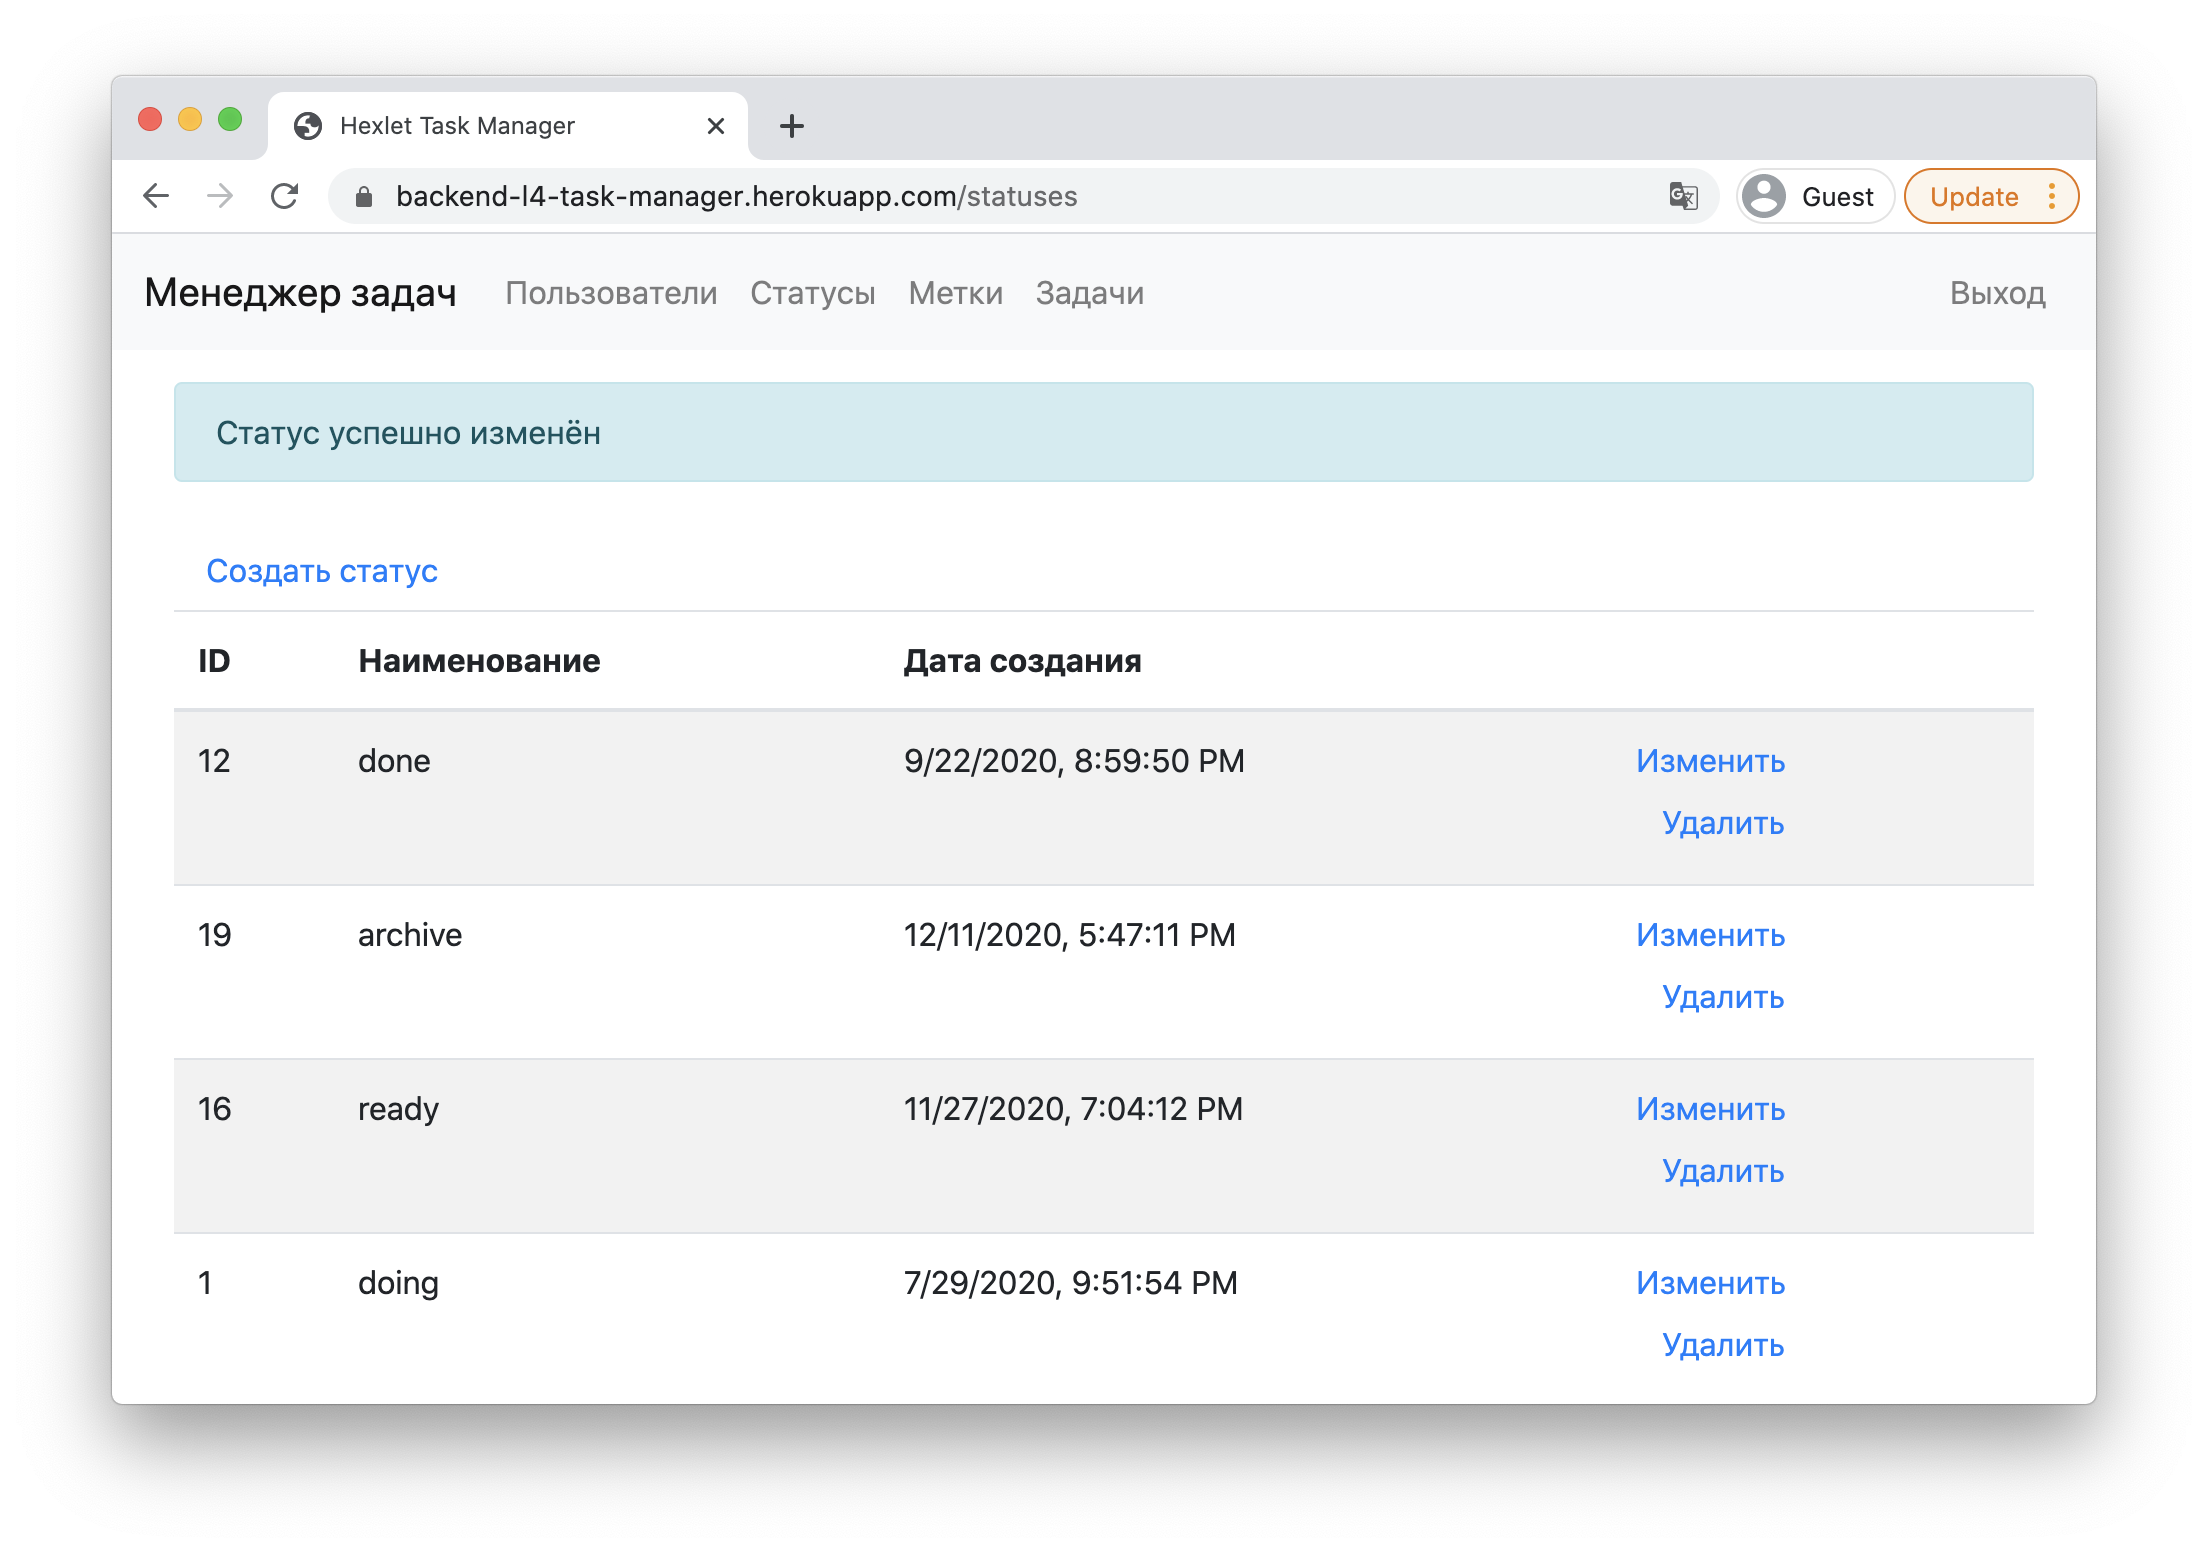 Hexlet Task Manager
backend-l4-task-manager.herokuapp.com/statuses
Guest
Update
Менеджер задач Пользователи Статусы Метки Задачи Выход
Статус успешно изменён
Создать статус
ID Наименование Дата создания
12 done 9/22/2020, 8:59:50 PM Изменить
Удалить
19 archive 12/11/2020, 5:47:11 PM Изменить
Удалить
16 ready 11/27/2020, 7:04:12 PM Изменить
Удалить
1 doing 7/29/2020, 9:51:54 PM Изменить
Удалить